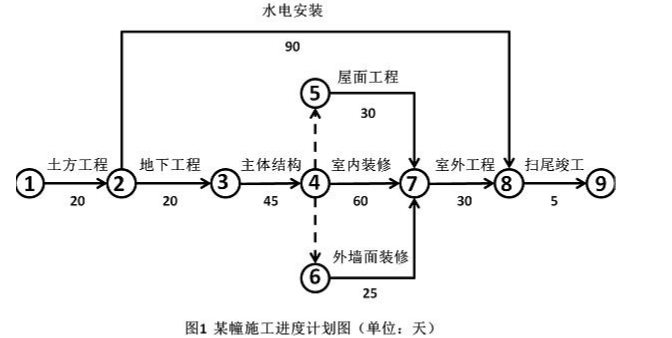 水电安装
90
屋面工程
5
30
土方工程 地下工程 主体结构 室内装修 室外工程 扫尾竣工
1 2 3 4 7 8 9
20 20 45 60 30 5
外墙面装修
6
25
图1 某幢施工进度计划图（单位：天）